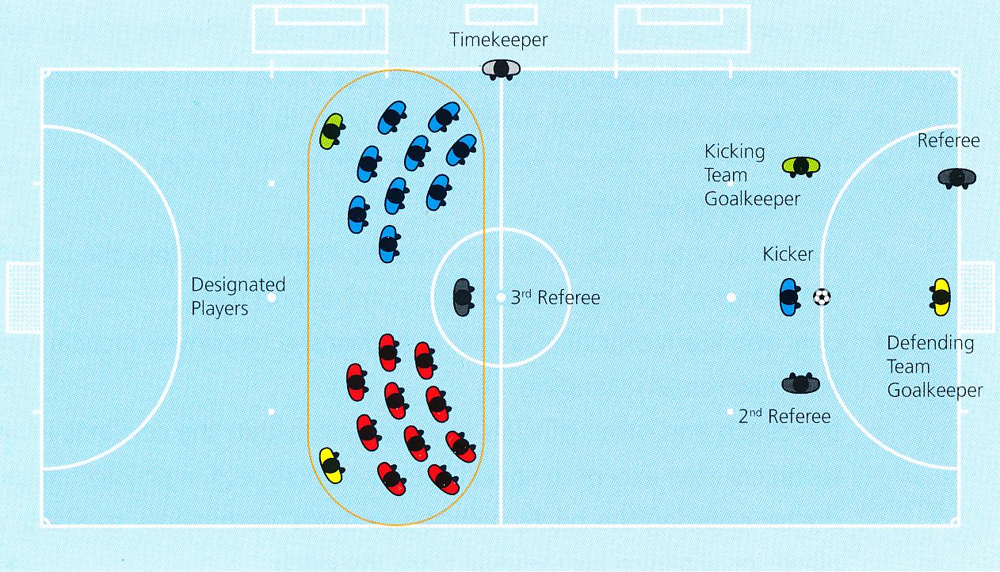 Timekeeper
Kicking
Team
Goalkeeper
Referee
Kicker
Designated
Players
3rd Referee
Defending
Team
Goalkeeper
2nd Referee